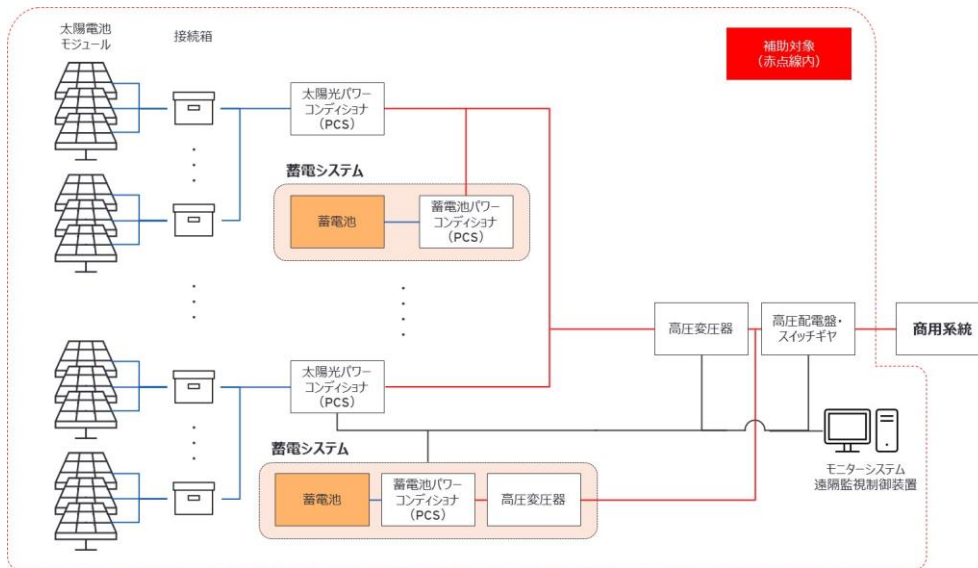 太陽電池
モジュール
接続箱
補助対象
(赤点線内)
太陽光パワー
コンディショナ
(PCS)
蓄電システム
蓄電池
蓄電池パワー
コンディショナ
(PCS)
高圧変圧器
高圧配電盤・
スイッチギヤ
商用系統
太陽光パワー
コンディショナ
(PCS)
蓄電システム
蓄電池
蓄電池パワー
コンディショナ
(PCS)
高圧変圧器
モニターシステム
遠隔監視制御装置